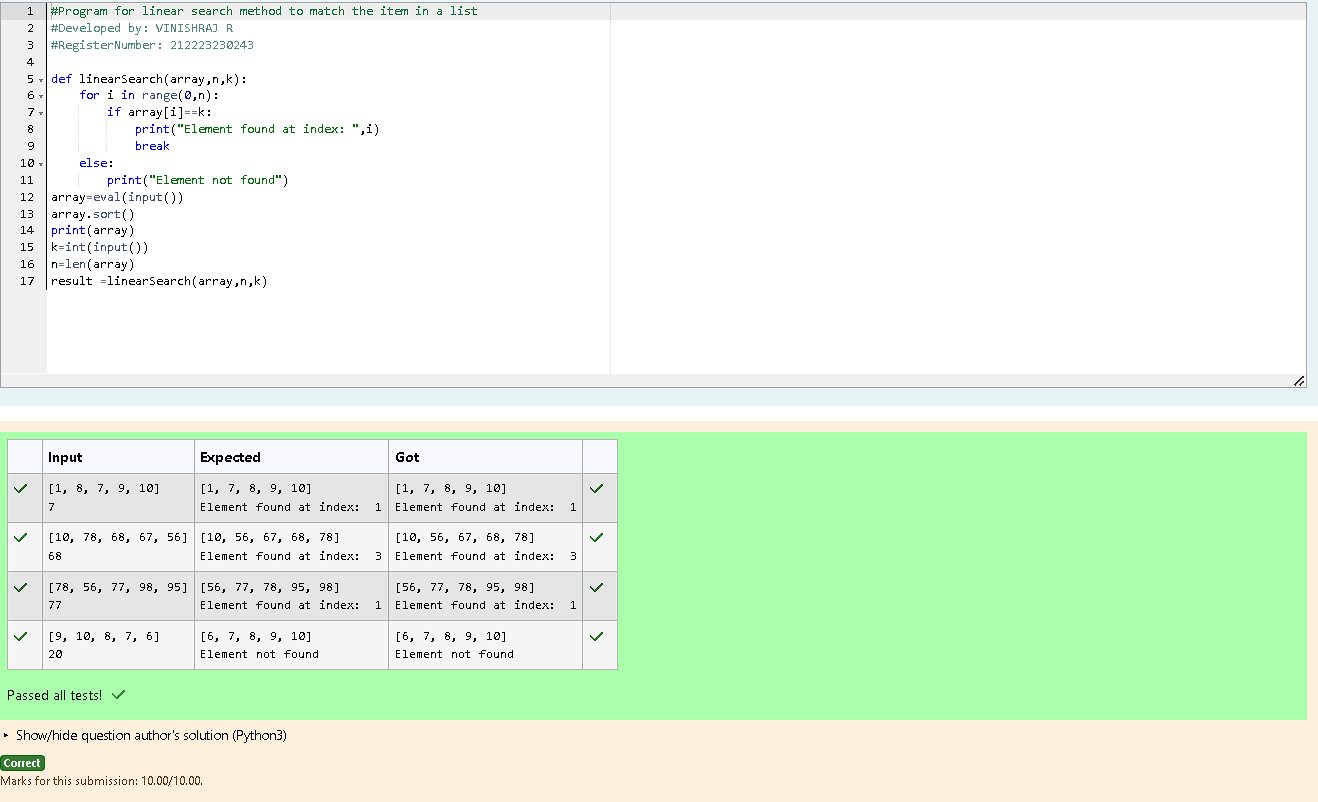 1 #Program for linear search method to match the item in a list
2 #Developed by: VINISHRAJ R
3 #RegisterNumber: 212223230243
4
5 def linearSearch(array,n,k):
6     for i in range(0,n):
7         if array[i]==k:
8             print("Element found at index: ",i)
9             break
10     else:
11         print("Element not found")
12 array=eval(input())
13 array.sort()
14 print(array)
15 k=int(input())
16 n=len(array)
17 result =linearSearch(array,n,k)
Input Expected Got
[1, 8, 7, 9, 10] [1, 7, 8, 9, 10] [1, 7, 8, 9, 10]
7 Element found at index:  1 Element found at index:  1
[10, 78, 68, 67, 56] [10, 56, 67, 68, 78] [10, 56, 67, 68, 78]
68 Element found at index:  3 Element found at index:  3
[78, 56, 77, 98, 95] [56, 77, 78, 95, 98] [56, 77, 78, 95, 98]
77 Element found at index:  1 Element found at index:  1
[9, 10, 8, 7, 6] [6, 7, 8, 9, 10] [6, 7, 8, 9, 10]
20 Element not found Element not found
Passed all tests!
Show/hide question author's solution (Python3)
Correct
Marks for this submission: 10.00/10.00.